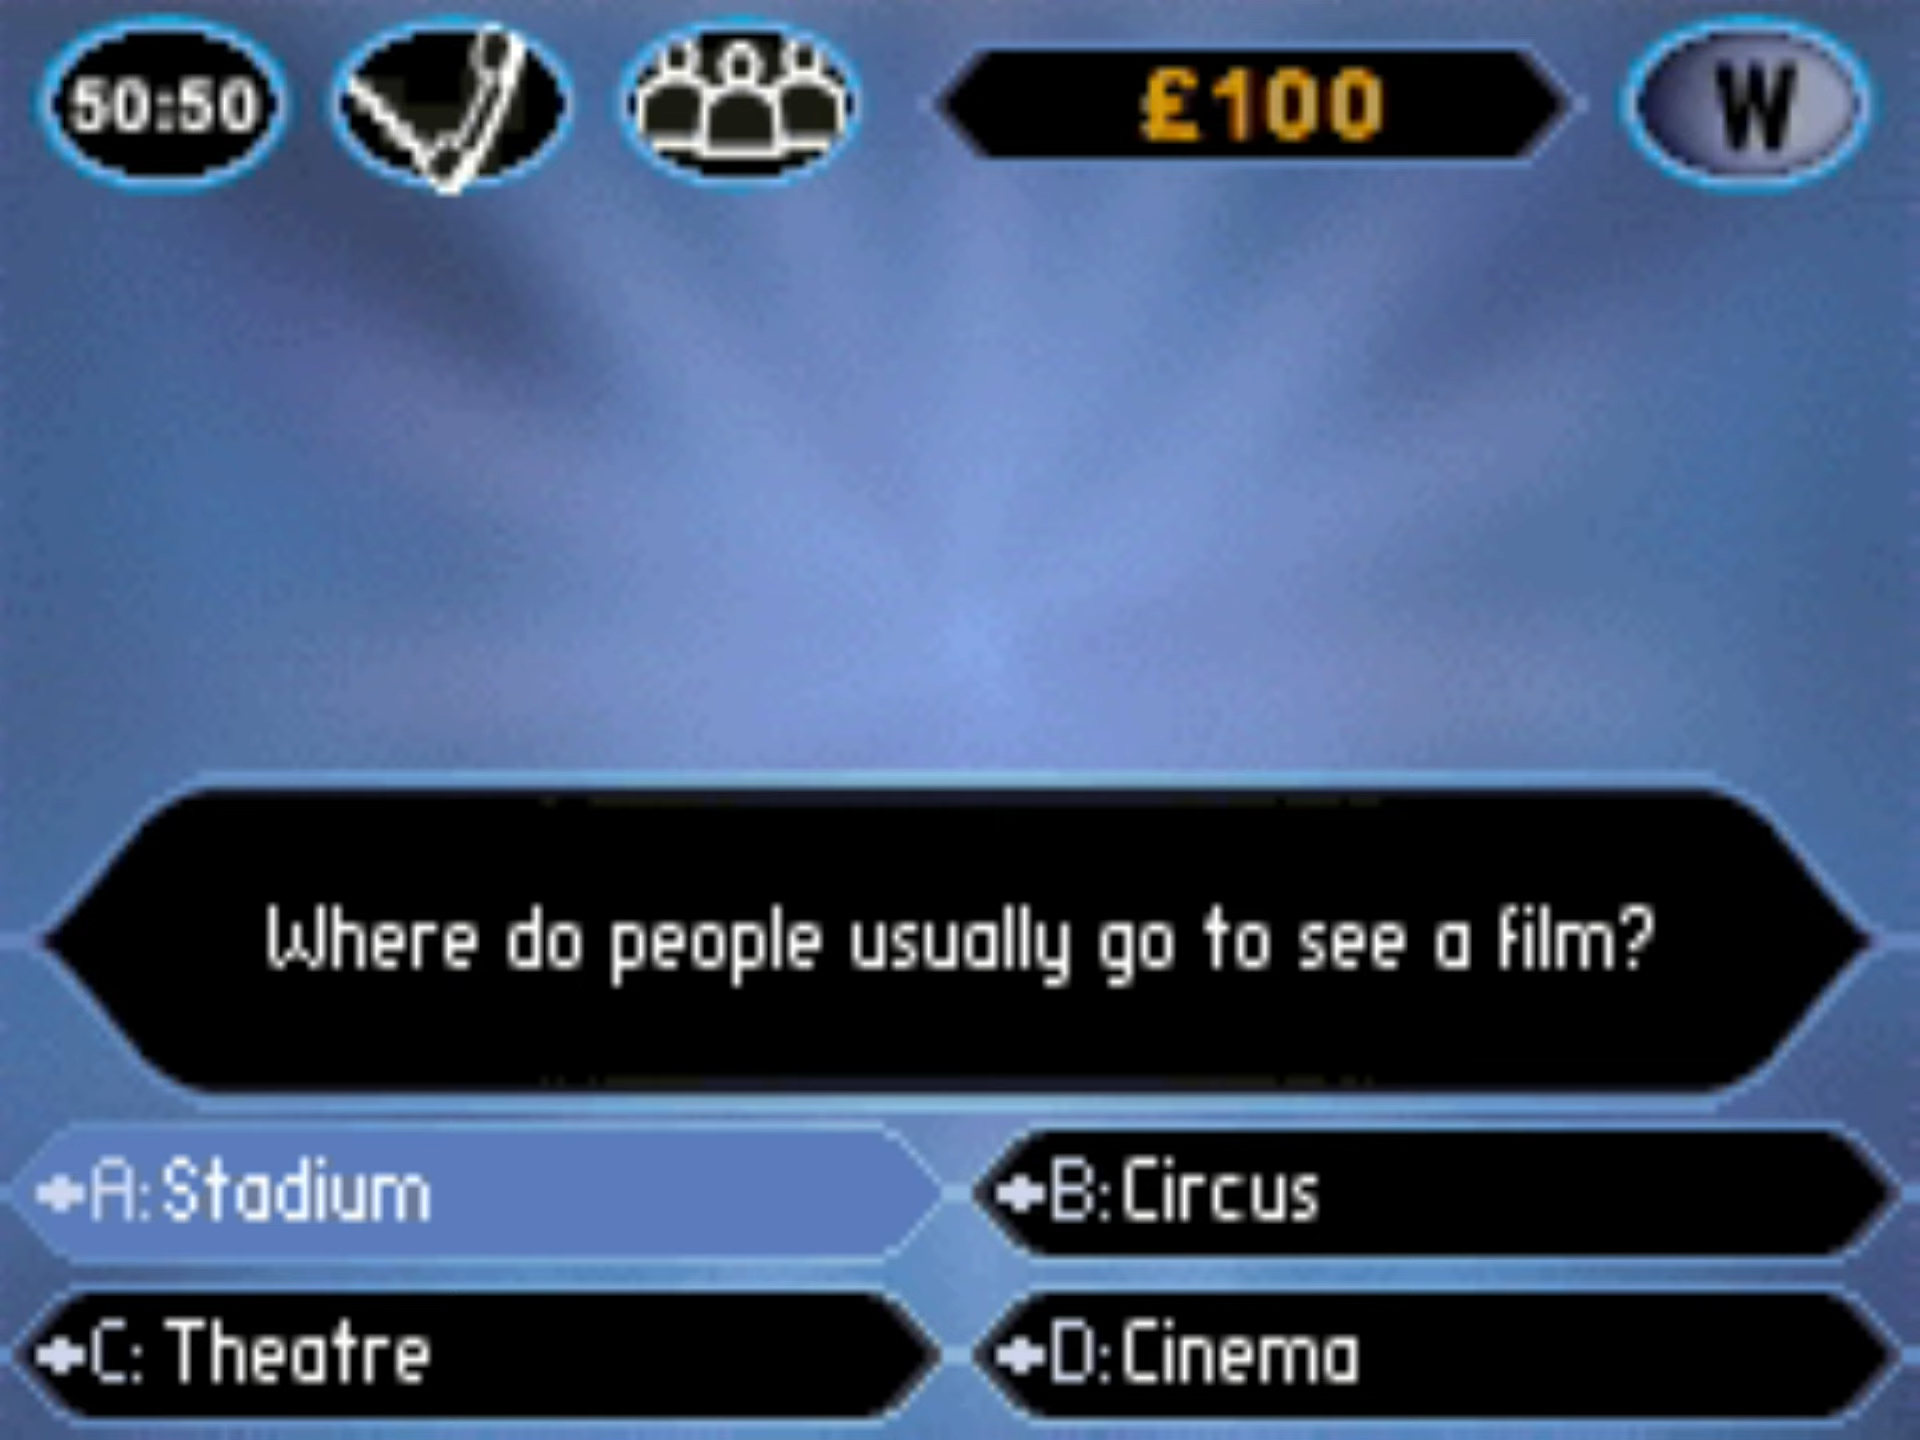 50:50
£100
W
Where do people usually go to see a film?
A: Stadium
B: Circus
C: Theatre
D: Cinema